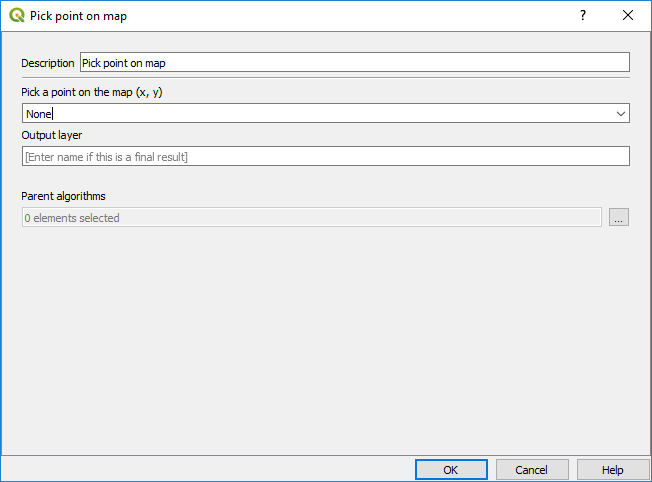 Pick point on map
?
Description Pick point on map
Pick a point on the map (x, y)
None
Output layer
[Enter name if this is a final result]
Parent algorithms
0 elements selected ...
OK Cancel Help